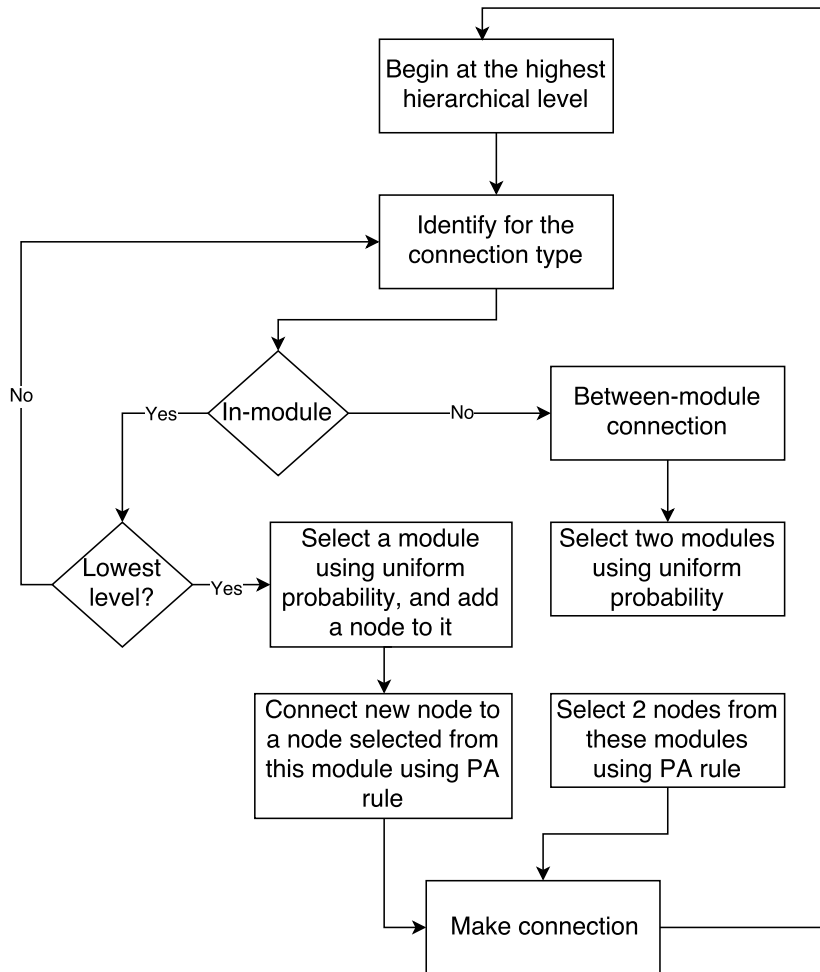 Begin at the highest
hierarchical level
Identify for the
connection type
No
In-module
Yes
No
Between-module
connection
Lowest
level?
Yes
Select a module
using uniform
probability, and add
a node to it
Select two modules
using uniform
probability
Connect new node to
a node selected from
this module using PA
rule
Select 2 nodes from
these modules
using PA rule
Make connection